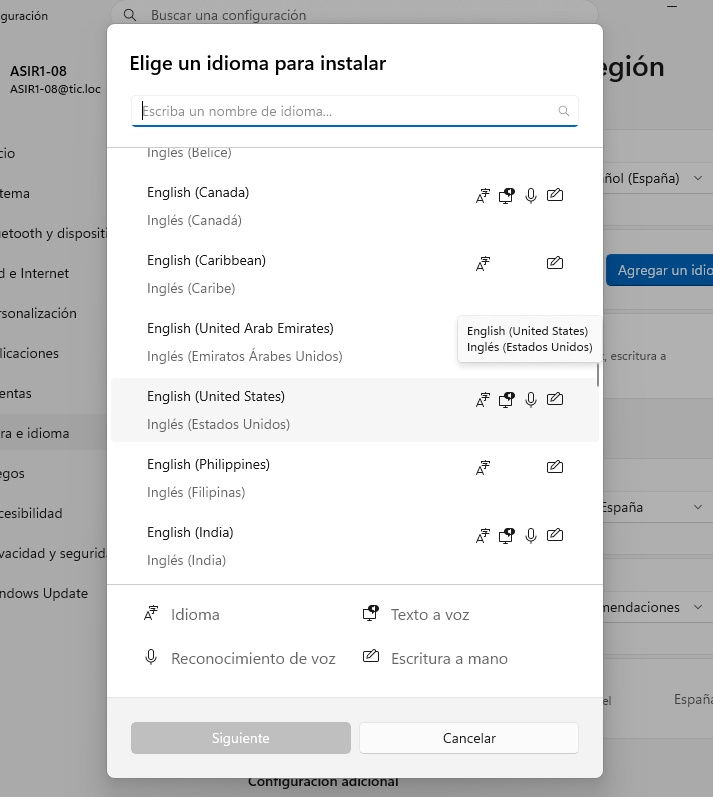 Buscar una configuración
ASIR1-08
ASIR1-08@tic.loc
Elige un idioma para instalar
Escriba un nombre de idioma...
Inglés (Belice)
English (Canada)
Inglés (Canadá)
English (Caribbean)
Inglés (Caribe)
English (United Arab Emirates)
Inglés (Emiratos Árabes Unidos)
English (United States)
Inglés (Estados Unidos)
English (United States)
Inglés (Estados Unidos)
English (Philippines)
Inglés (Filipinas)
English (India)
Inglés (India)
Idioma
Texto a voz
Reconocimiento de voz
Escritura a mano
Siguiente
Cancelar
guración
cio
tema
etooth y dispositi
d e Internet
rsonalización
licaciones
entas
ra e idioma
egos
cesibilidad
vacidad y segurid
ndows Update
egión
ñol (España)
Agregar un idio
, escritura a
España
mendaciones
el
España
Configuración adicional